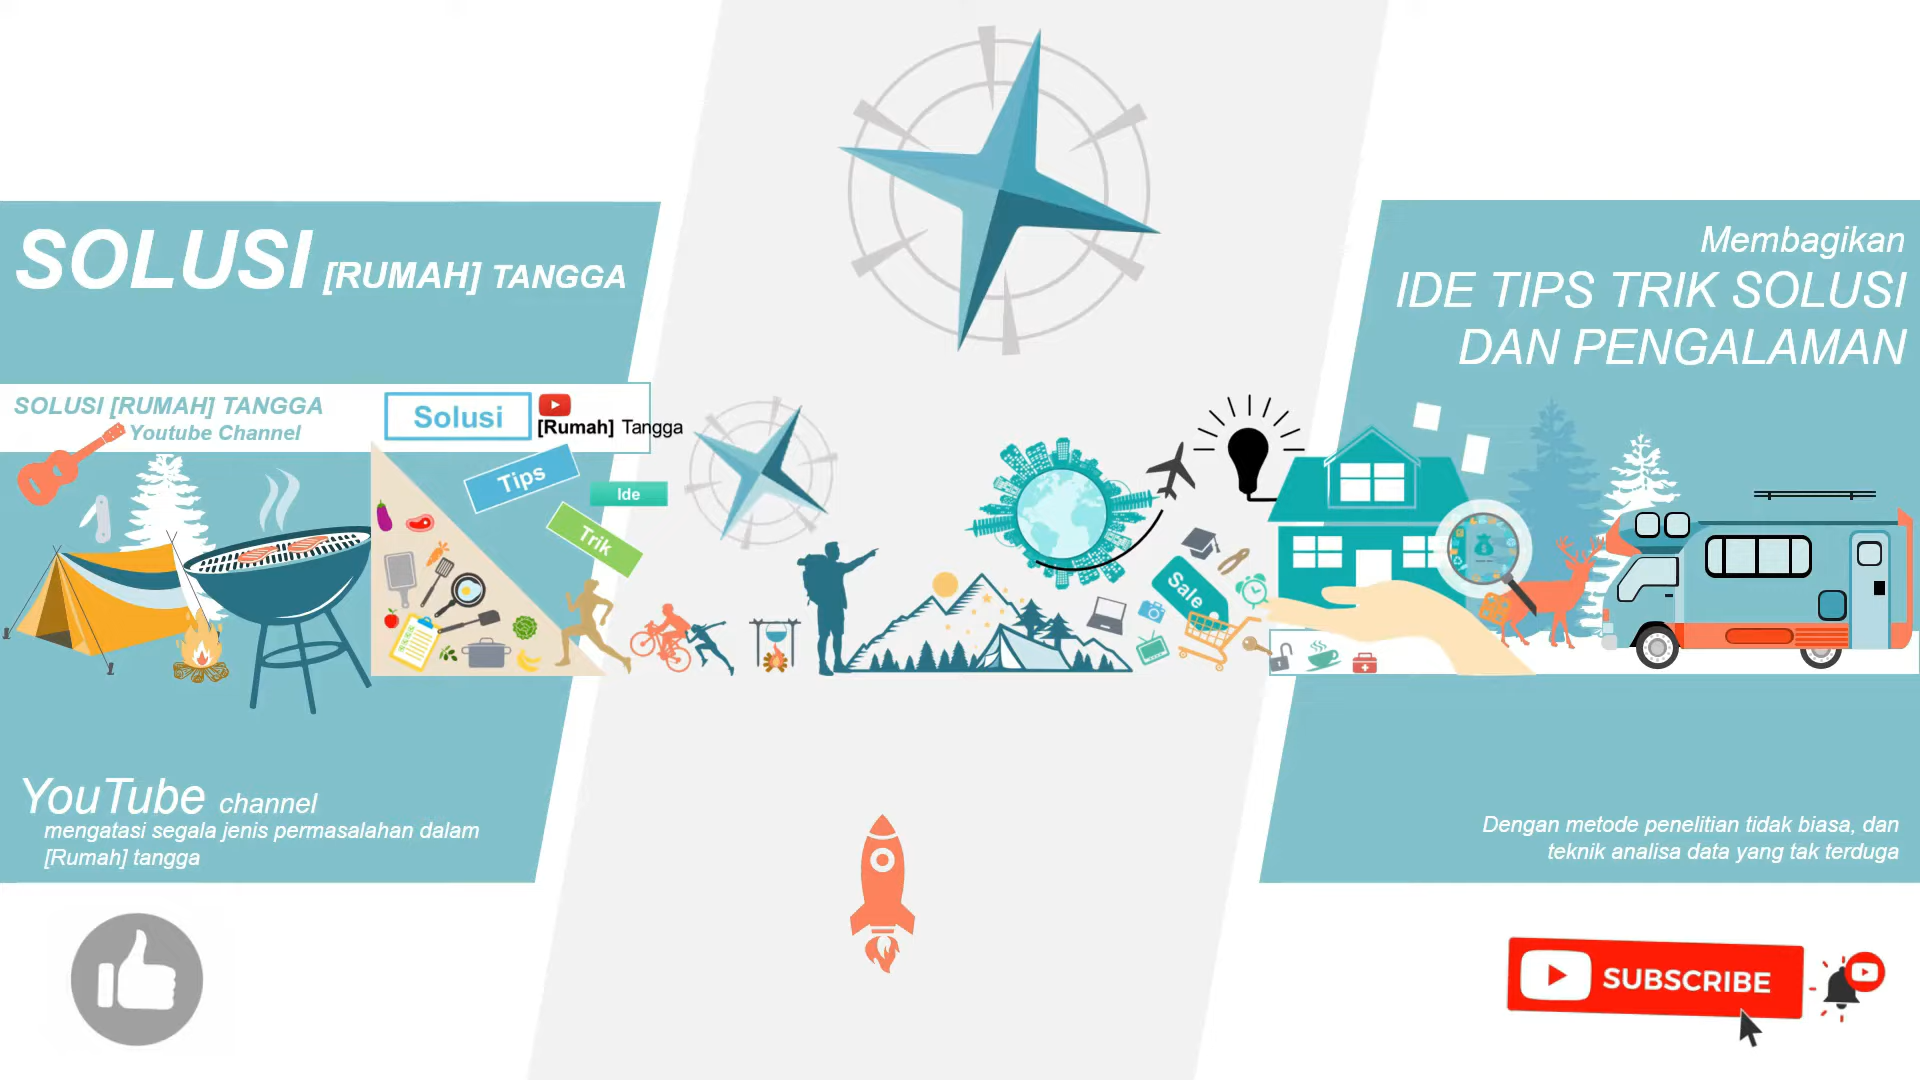 SOLUSI [RUMAH] TANGGA
SOLUSI [RUMAH] TANGGA
Youtube Channel
Solusi
[Rumah] Tangga
Tips
Ide
Trik
Sale
YouTube channel
mengatasi segala jenis permasalahan dalam
[Rumah] tangga
Membagikan
IDE TIPS TRIK SOLUSI
DAN PENGALAMAN
Dengan metode penelitian tidak biasa, dan
teknik analisa data yang tak terduga
SUBSCRIBE